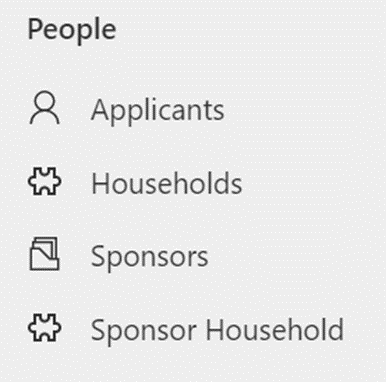 People
Applicants
Households
Sponsors
Sponsor Household